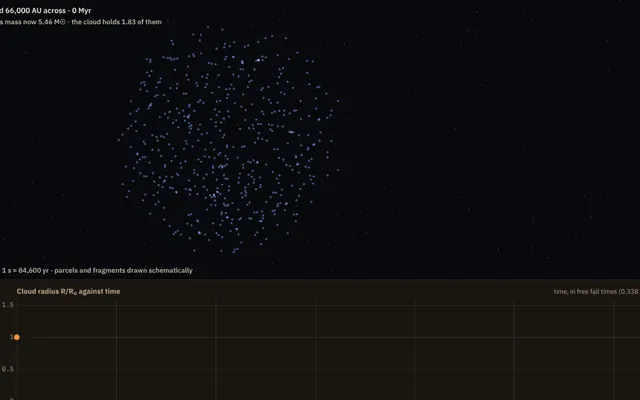 d 66,000 AU across · 0 Myr
s mass now 5.46 M☉ · the cloud holds 1.83 of them
1 s = 84,600 yr · parcels and fragments drawn schematically
Cloud radius R/R₀ against time
time, in free fall times (0.338
1.5
1
0.5
0